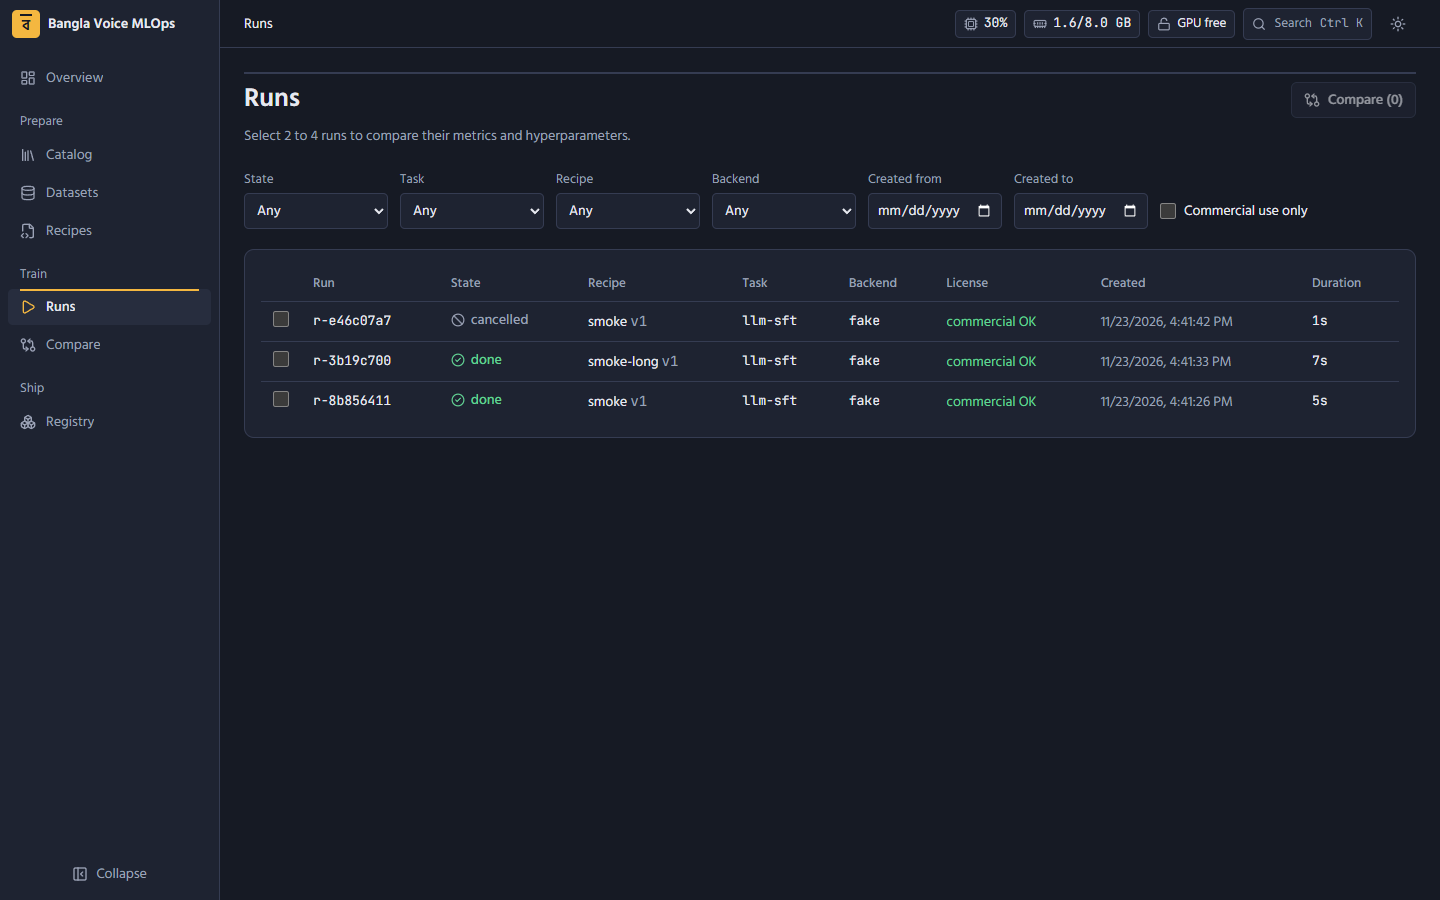 ব Bangla Voice MLOps
Runs
30%
1.6/8.0 GB
GPU free
Search Ctrl K
Overview
Prepare
Catalog
Datasets
Recipes
Train
Runs
Compare
Ship
Registry
Collapse
Runs
Compare (0)
Select 2 to 4 runs to compare their metrics and hyperparameters.
State Task Recipe Backend Created from Created to
Any Any Any Any mm/dd/yyyy mm/dd/yyyy Commercial use only
Run State Recipe Task Backend License Created Duration
r-e46c07a7 cancelled smoke v1 llm-sft fake commercial OK 11/23/2026, 4:41:42 PM 1s
r-3b19c700 done smoke-long v1 llm-sft fake commercial OK 11/23/2026, 4:41:33 PM 7s
r-8b856411 done smoke v1 llm-sft fake commercial OK 11/23/2026, 4:41:26 PM 5s